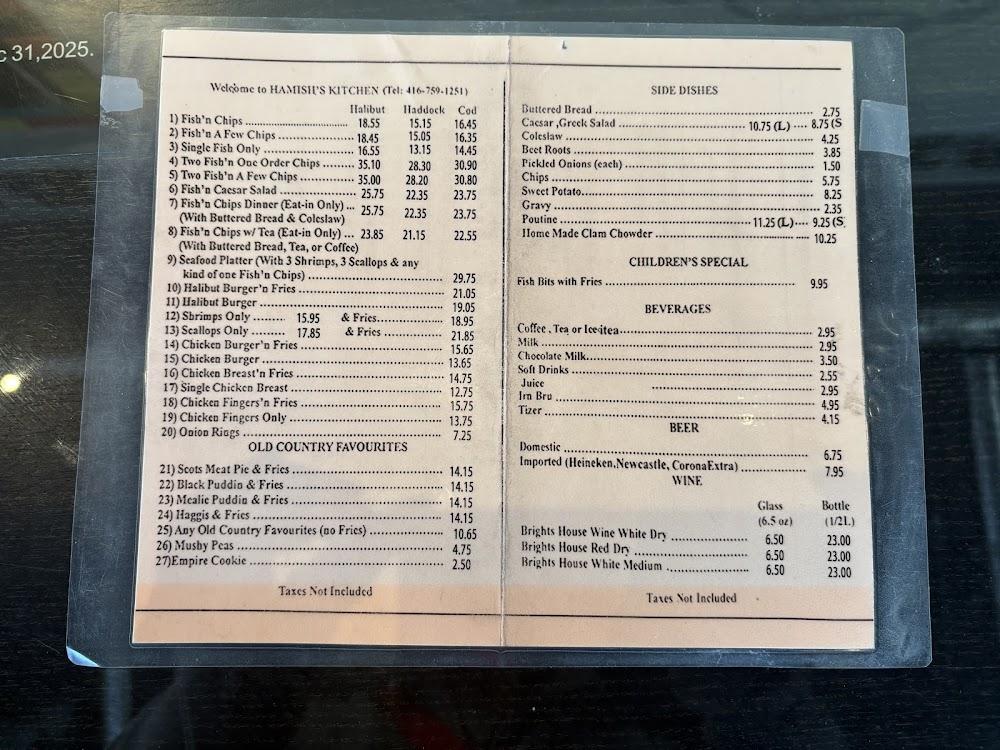 c 31,2025.
Welcome to HAMISH'S KITCHEN (Tel: 416-759-1251)
Halibut Haddock Cod
1) Fish'n Chips ........ 18.55 15.15 16.45
2) Fish'n A Few Chips ........ 18.45 15.05 16.35
3) Single Fish Only ........ 16.55 13.15 14.45
4) Two Fish'n One Order Chips ........ 35.10 28.30 30.90
5) Two Fish'n A Few Chips ........ 35.00 28.20 30.80
6) Fish'n Caesar Salad ........ 25.75 22.35 23.75
7) Fish'n Chips Dinner (Eat-in Only) ... 25.75 22.35 23.75
(With Buttered Bread & Coleslaw)
8) Fish'n Chips w/ Tea (Eat-in Only) ... 23.85 21.15 22.55
(With Buttered Bread, Tea, or Coffee)
9) Seafood Platter (With 3 Shrimps, 3 Scallops & any
kind of one Fish'n Chips) ........ 29.75
10) Halibut Burger'n Fries ........ 21.05
11) Halibut Burger ........ 19.05
12) Shrimps Only ........ 15.95 & Fries ........ 18.95
13) Scallops Only ........ 17.85 & Fries ........ 21.85
14) Chicken Burger'n Fries ........ 15.65
15) Chicken Burger ........ 13.65
16) Chicken Breast'n Fries ........ 14.75
17) Single Chicken Breast ........ 12.75
18) Chicken Fingers'n Fries ........ 15.75
19) Chicken Fingers Only ........ 13.75
20) Onion Rings ........ 7.25
OLD COUNTRY FAVOURITES
21) Scots Meat Pie & Fries ........ 14.15
22) Black Puddin & Fries ........ 14.15
23) Mealie Puddin & Fries ........ 14.15
24) Haggis & Fries ........ 14.15
25) Any Old Country Favourites (no Fries) ........ 10.65
26) Mushy Peas ........ 4.75
27)Empire Cookie ........ 2.50
Taxes Not Included
SIDE DISHES
Buttered Bread ........ 2.75
Caesar ,Greek Salad ........ 10.75 (L) .... 8.75 (S
Coleslaw ........ 4.25
Beet Roots ........ 3.85
Pickled Onions (each) ........ 1.50
Chips ........ 5.75
Sweet Potato ........ 8.25
Gravy ........ 2.35
Poutine ........ 11.25 (L) .... 9.25 (S
Home Made Clam Chowder ........ 10.25
CHILDREN'S SPECIAL
Fish Bits with Fries ........ 9.95
BEVERAGES
Coffee , Tea or Iceitea ........ 2.95
Milk ........ 2.95
Chocolate Milk ........ 3.50
Soft Drinks ........ 2.55
Juice ........ 2.95
Irn Bru ........ 4.95
Tizer ........ 4.15
BEER
Domestic ........ 6.75
Imported (Heineken,Newcastle, CoronaExtra) ........ 7.95
WINE
Glass Bottle
(6.5 oz) (1/2L)
Brights House Wine White Dry ........ 6.50 23.00
Brights House Red Dry ........ 6.50 23.00
Brights House White Medium ........ 6.50 23.00
Taxes Not Included